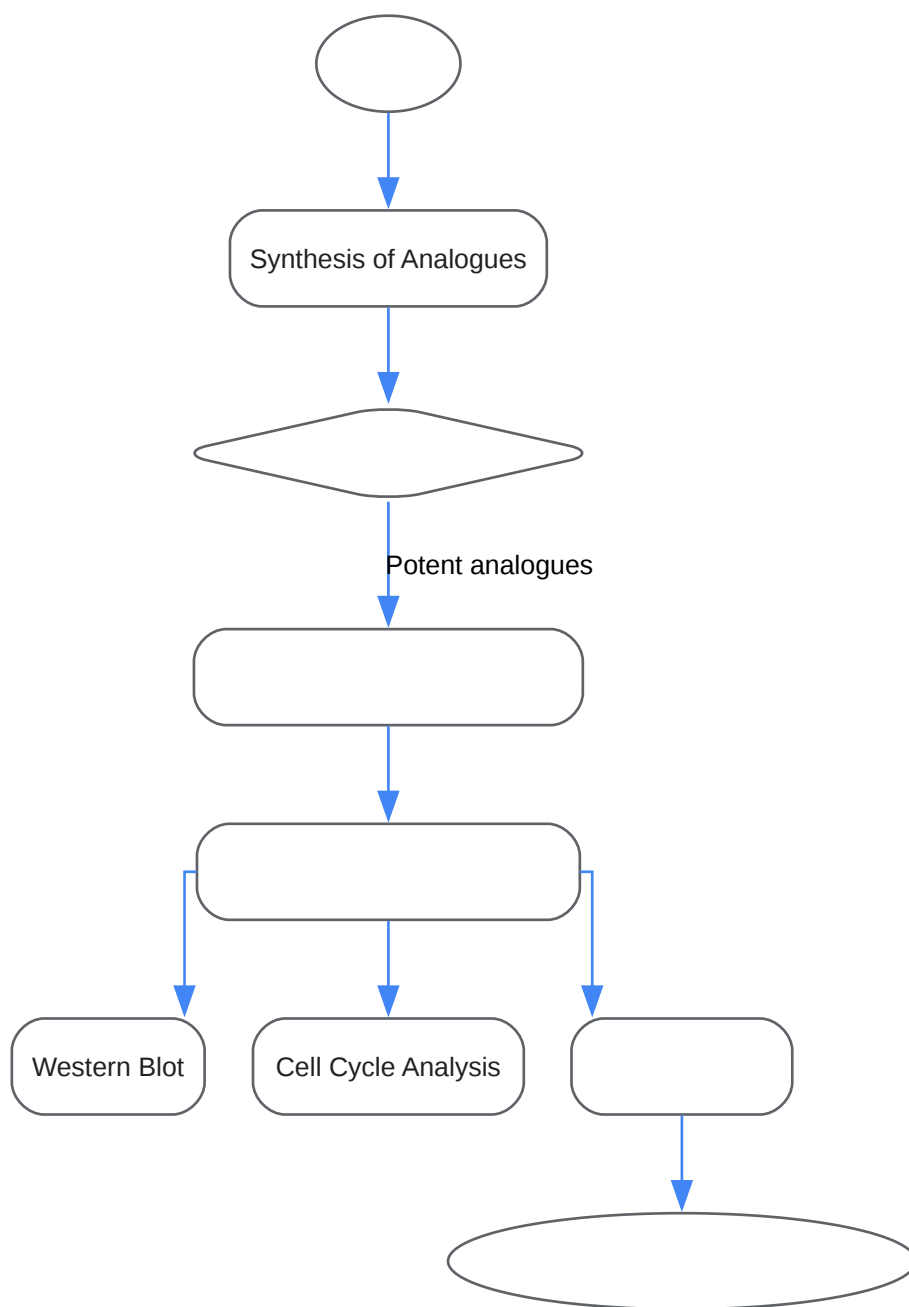 Synthesis of Analogues
Potent analogues
Western Blot
Cell Cycle Analysis